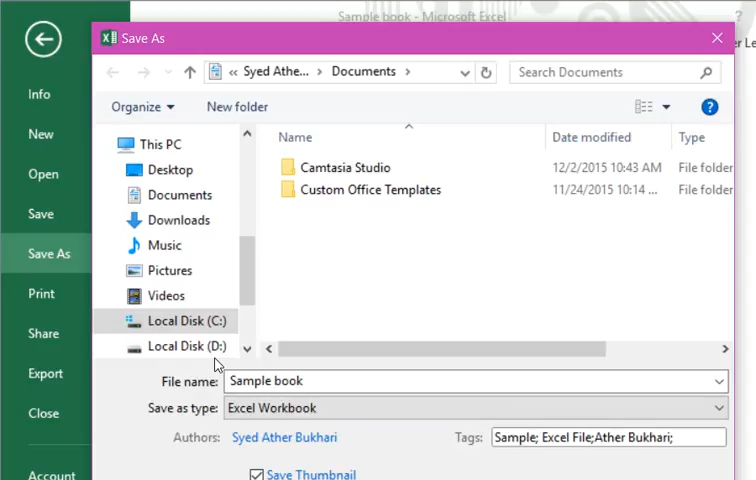 Sample book - Microsoft Excel
?
Save As
er Le
« Syed Athe... > Documents >
Search Documents
Organize
New folder
?
Info
New
Open
Save
Save As
Print
Share
Export
Close
Account
This PC
Desktop
Documents
Downloads
Music
Pictures
Videos
Local Disk (C:)
Local Disk (D:)
Name Date modified Type
Camtasia Studio 12/2/2015 10:43 AM File folder
Custom Office Templates 11/24/2015 10:14 ... File folder
File name: Sample book
Save as type: Excel Workbook
Authors: Syed Ather Bukhari Tags: Sample; Excel File;Ather Bukhari;
Save Thumbnail